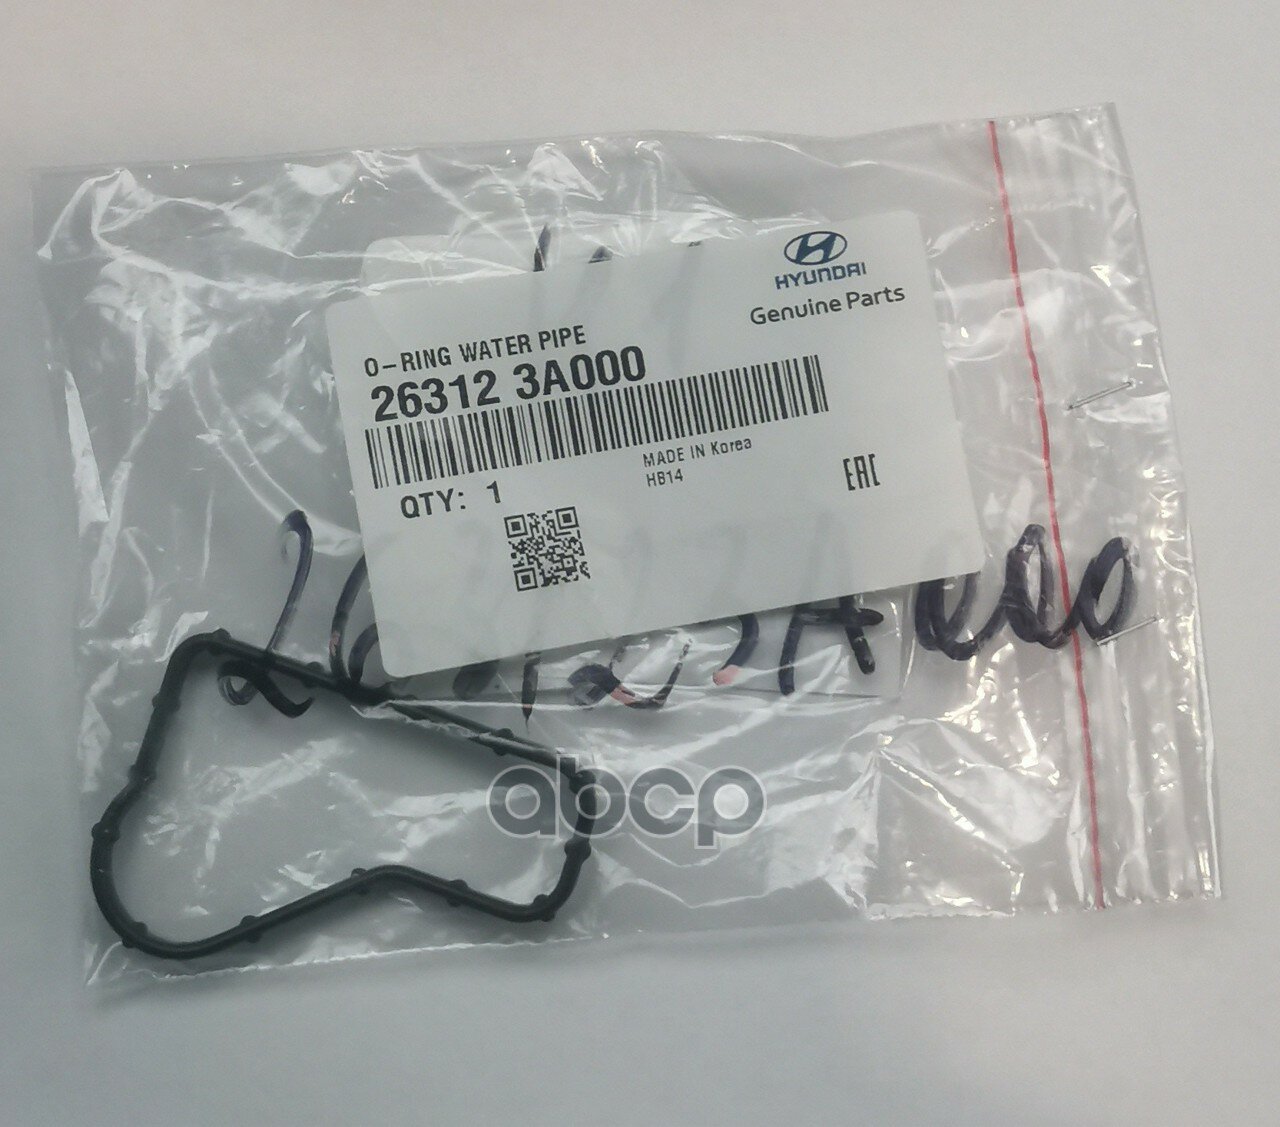 HYUNDAI
Genuine Parts
O-RING WATER PIPE
26312 3A000
MADE IN Korea
HB14
QTY: 1
EAC
abcp